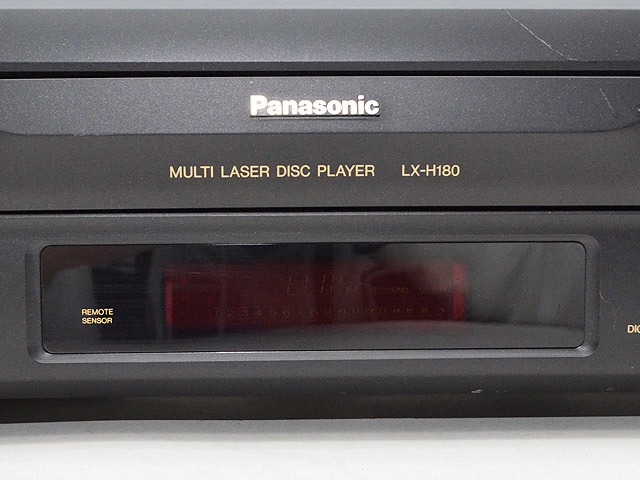 Panasonic
MULTI LASER DISC PLAYER LX-H180
REMOTE
SENSOR